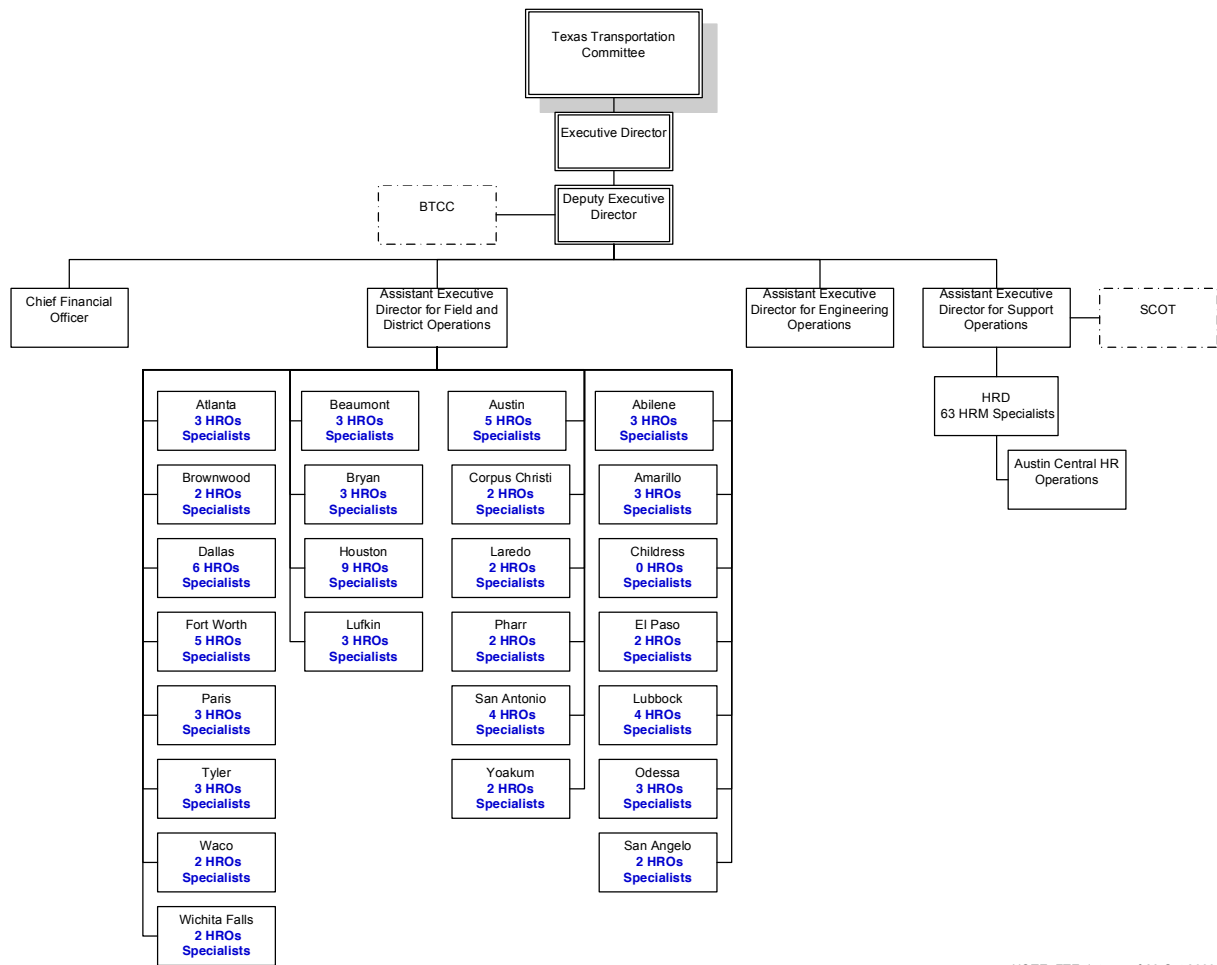 Texas Transportation
Committee
Executive Director
BTCC
Deputy Executive
Director
Chief Financial
Officer
Assistant Executive
Director for Field and
District Operations
Assistant Executive
Director for Engineering
Operations
Assistant Executive
Director for Support
Operations
SCOT
HRD
63 HRM Specialists
Austin Central HR
Operations
Atlanta
3 HROs
Specialists
Brownwood
2 HROs
Specialists
Dallas
6 HROs
Specialists
Fort Worth
5 HROs
Specialists
Paris
3 HROs
Specialists
Tyler
3 HROs
Specialists
Waco
2 HROs
Specialists
Wichita Falls
2 HROs
Specialists
Beaumont
3 HROs
Specialists
Bryan
3 HROs
Specialists
Houston
9 HROs
Specialists
Lufkin
3 HROs
Specialists
Austin
5 HROs
Specialists
Corpus Christi
2 HROs
Specialists
Laredo
2 HROs
Specialists
Pharr
2 HROs
Specialists
San Antonio
4 HROs
Specialists
Yoakum
2 HROs
Specialists
Abilene
3 HROs
Specialists
Amarillo
3 HROs
Specialists
Childress
0 HROs
Specialists
El Paso
2 HROs
Specialists
Lubbock
4 HROs
Specialists
Odessa
3 HROs
Specialists
San Angelo
2 HROs
Specialists